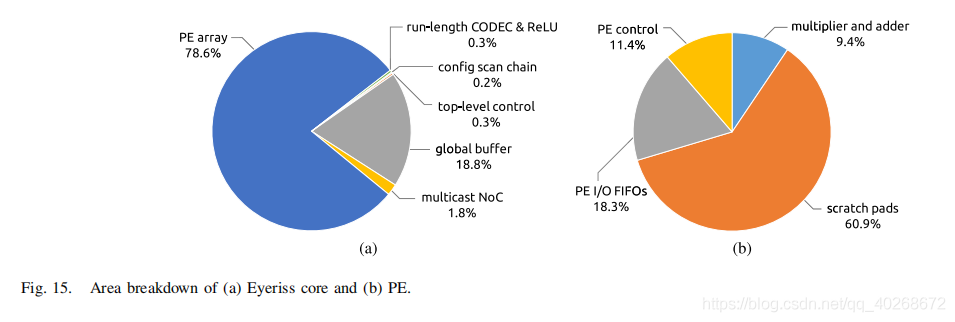 PE array
78.6%
run-length CODEC & ReLU
0.3%
config scan chain
0.2%
top-level control
0.3%
global buffer
18.8%
multicast NoC
1.8%
(a)
PE control
11.4%
multiplier and adder
9.4%
PE I/O FIFOs
18.3%
scratch pads
60.9%
(b)
Fig. 15. Area breakdown of (a) Eyeriss core and (b) PE.
https://blog.csdn.net/qq_40268672